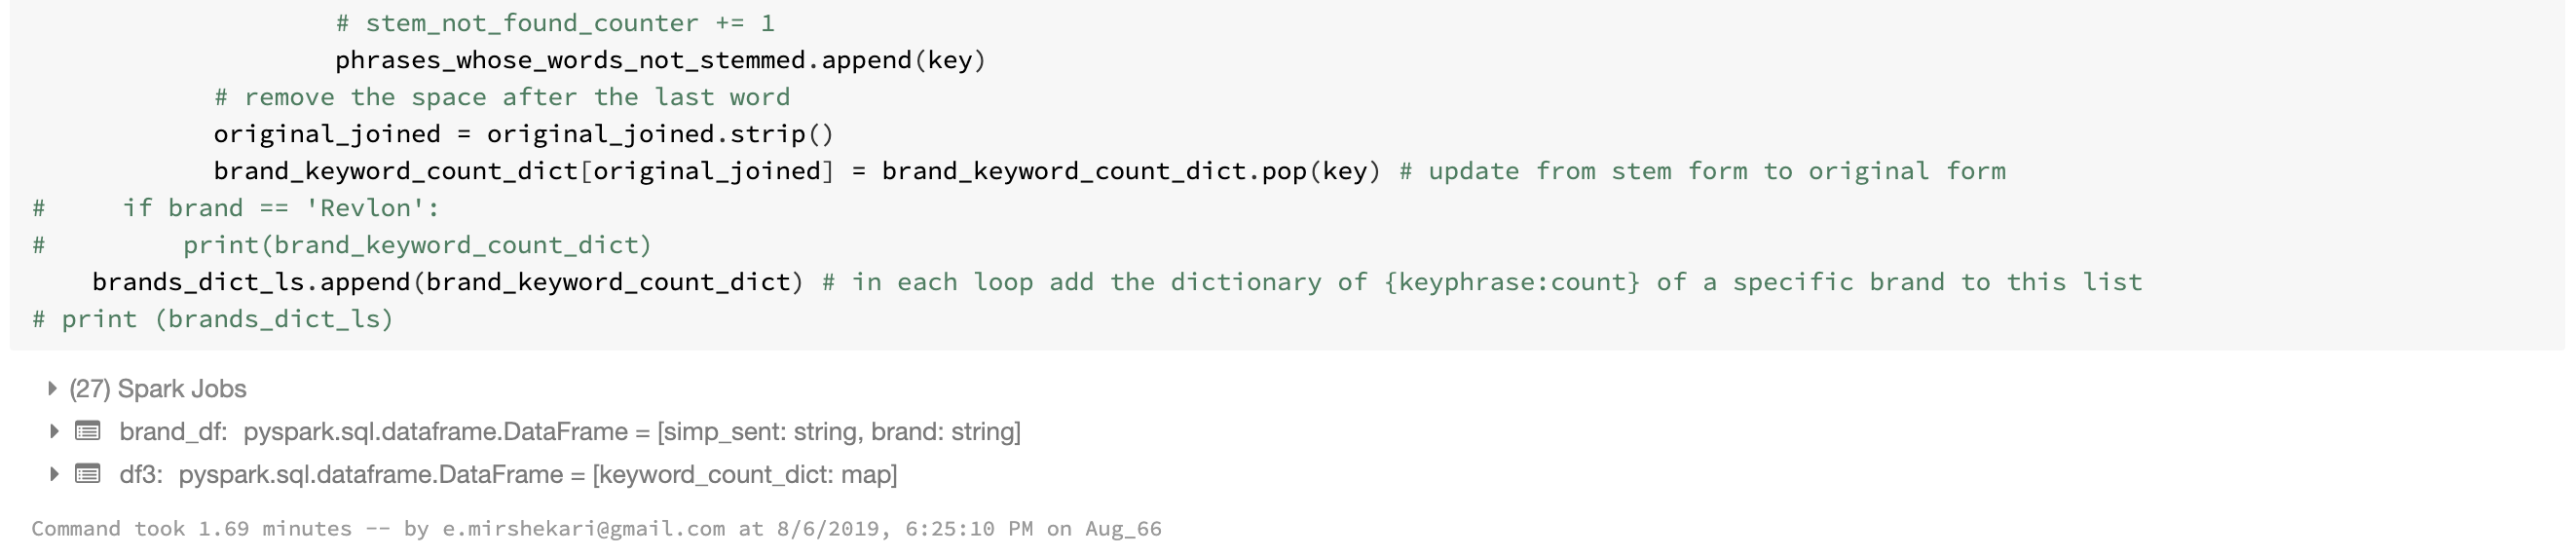 # stem_not_found_counter += 1
phrases_whose_words_not_stemmed.append(key)
# remove the space after the last word
original_joined = original_joined.strip()
brand_keyword_count_dict[original_joined] = brand_keyword_count_dict.pop(key) # update from stem form to original form
#     if brand == 'Revlon':
#         print(brand_keyword_count_dict)
brands_dict_ls.append(brand_keyword_count_dict) # in each loop add the dictionary of {keyphrase:count} of a specific brand to this list
# print (brands_dict_ls)
(27) Spark Jobs
brand_df: pyspark.sql.dataframe.DataFrame = [simp_sent: string, brand: string]
df3: pyspark.sql.dataframe.DataFrame = [keyword_count_dict: map]
Command took 1.69 minutes -- by e.mirshekari@gmail.com at 8/6/2019, 6:25:10 PM on Aug_66